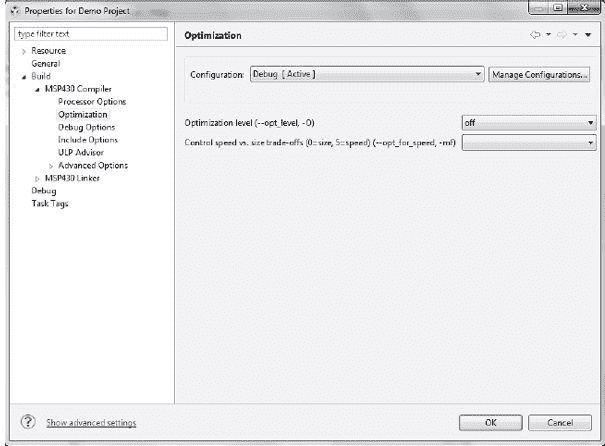 Properties for Demo Project
type filter text
Optimization
Resource
General
Build
MSP430 Compiler
Processor Options
Optimization
Debug Options
Include Options
ULP Advisor
Advanced Options
MSP430 Linker
Debug
Task Tags
Configuration: Debug [ Active ] Manage Configurations...
Optimization level (--opt_level, -O) off
Control speed vs. size trade-offs (0=size, 5=speed) (--opt_for_speed, -mf)
Show advanced settings
OK Cancel